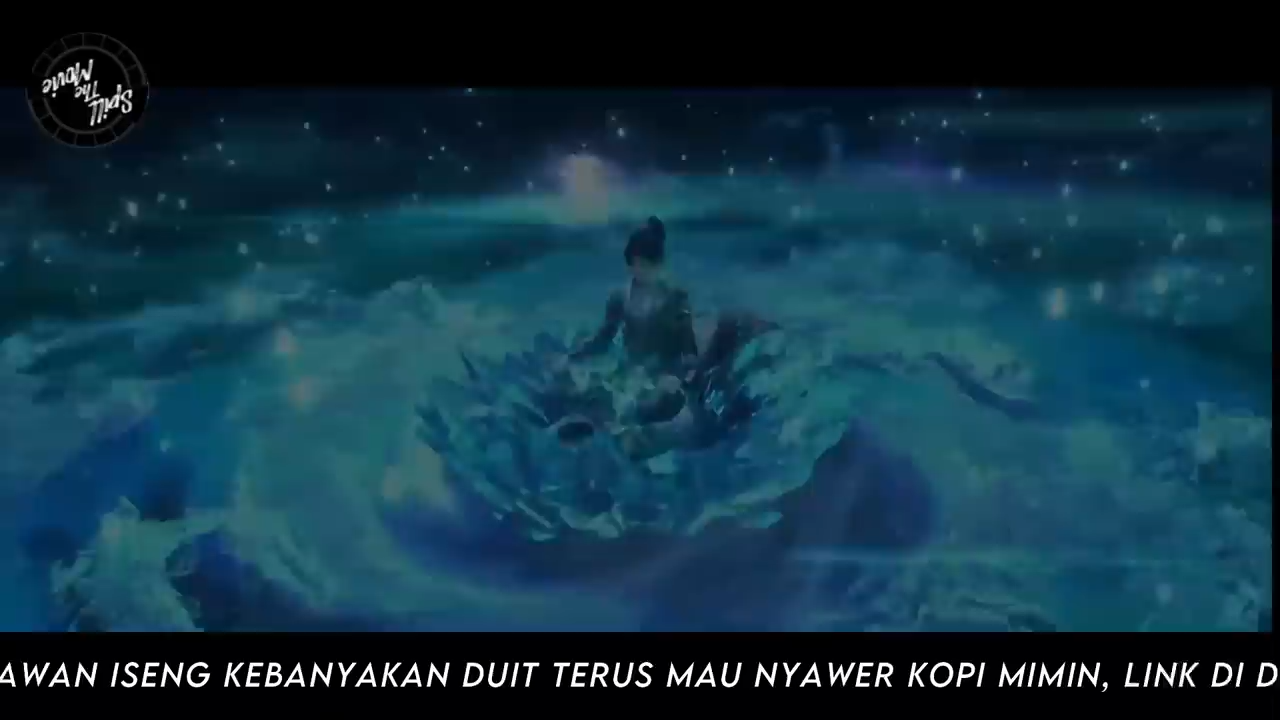 Spill
The
Movie
AWAN ISENG KEBANYAKAN DUIT TERUS MAU NYAWER KOPI MIMIN, LINK DI D